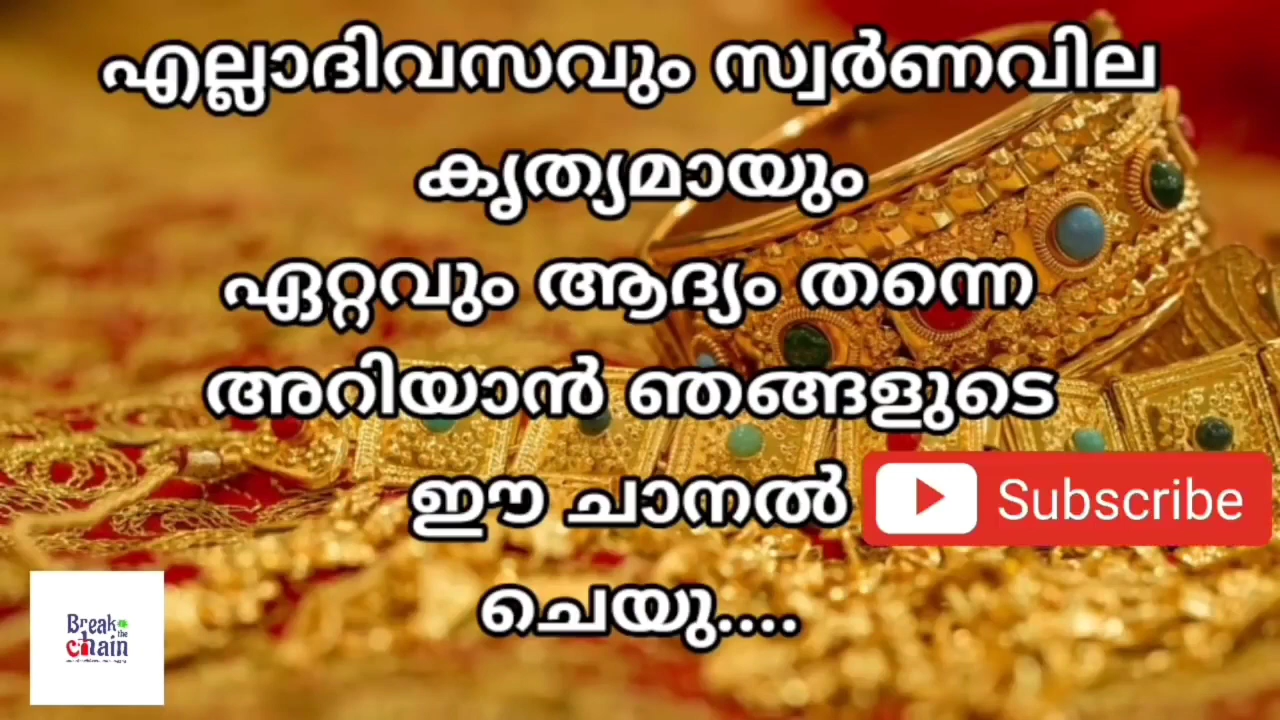 എല്ലാദിവസവും സ്വർണവില
കൃത്യമായും
ഏറ്റവും ആദ്യം തന്നെ
അറിയാൻ ഞങ്ങളുടെ
ഈ ചാനൽ Subscribe
ചെയു....
Break
the
chain